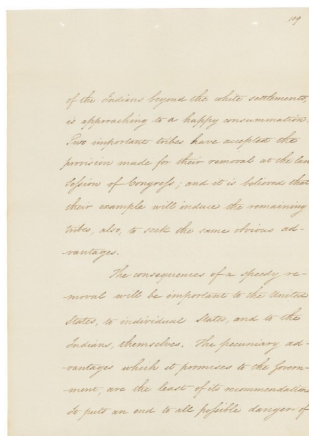 109
of the Indians beyond the white settlements,
is approaching to a happy consummation.
Two important tribes have accepted the
provision made for their removal at the last
Session of Congress; and it is believed that
their example will induce the remaining
tribes, also, to seek the same obvious ad-
vantages.
The consequences of a speedy re-
-moval will be important to the United
States, to individual States, and to the
Indians, themselves. The pecuniary ad-
-vantages which it promises to the Govern-
-ment, are the least of its recommendations.
It puts an end to all possible danger of